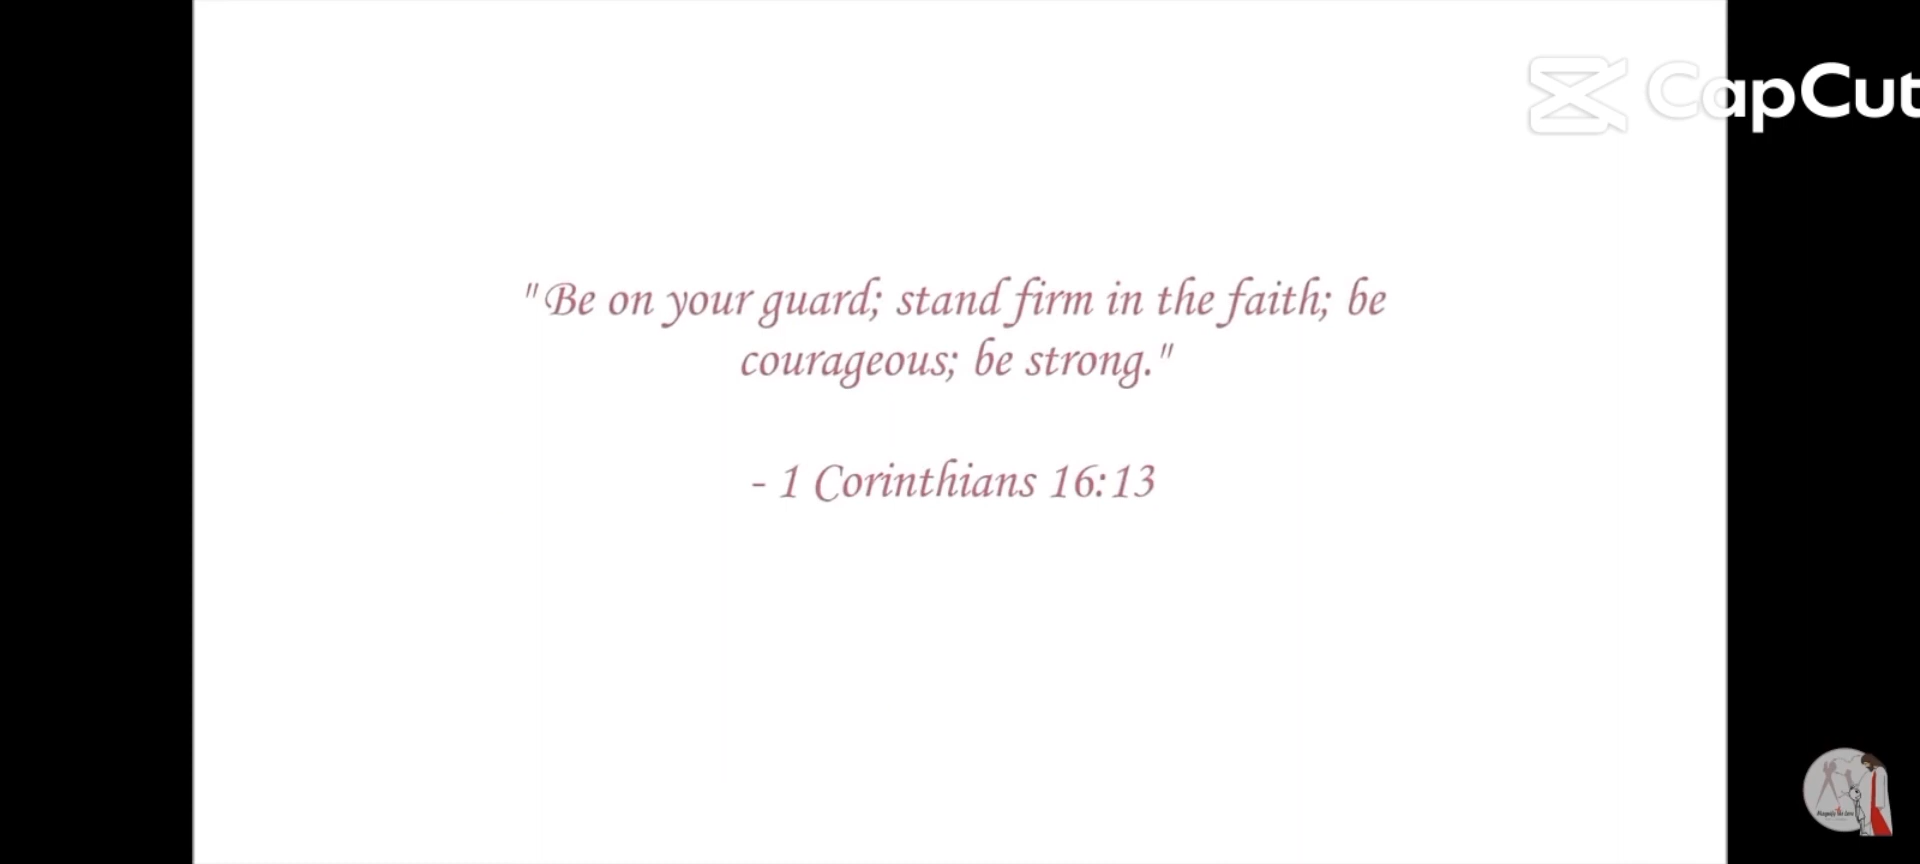 CapCut
"Be on your guard; stand firm in the faith; be
courageous; be strong."
- 1 Corinthians 16:13